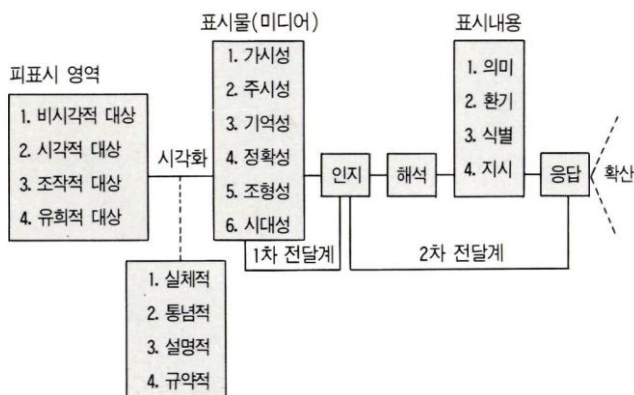 피표시 영역
1. 비시각적 대상
2. 시각적 대상
3. 조작적 대상
4. 유희적 대상
시각화
1. 실체적
2. 통념적
3. 설명적
4. 규약적
표시물(미디어)
1. 가시성
2. 주시성
3. 기억성
4. 정확성
5. 조형성
6. 시대성
1차 전달계
인지
해석
표시내용
1. 의미
2. 환기
3. 식별
4. 지시
응답
확산
2차 전달계